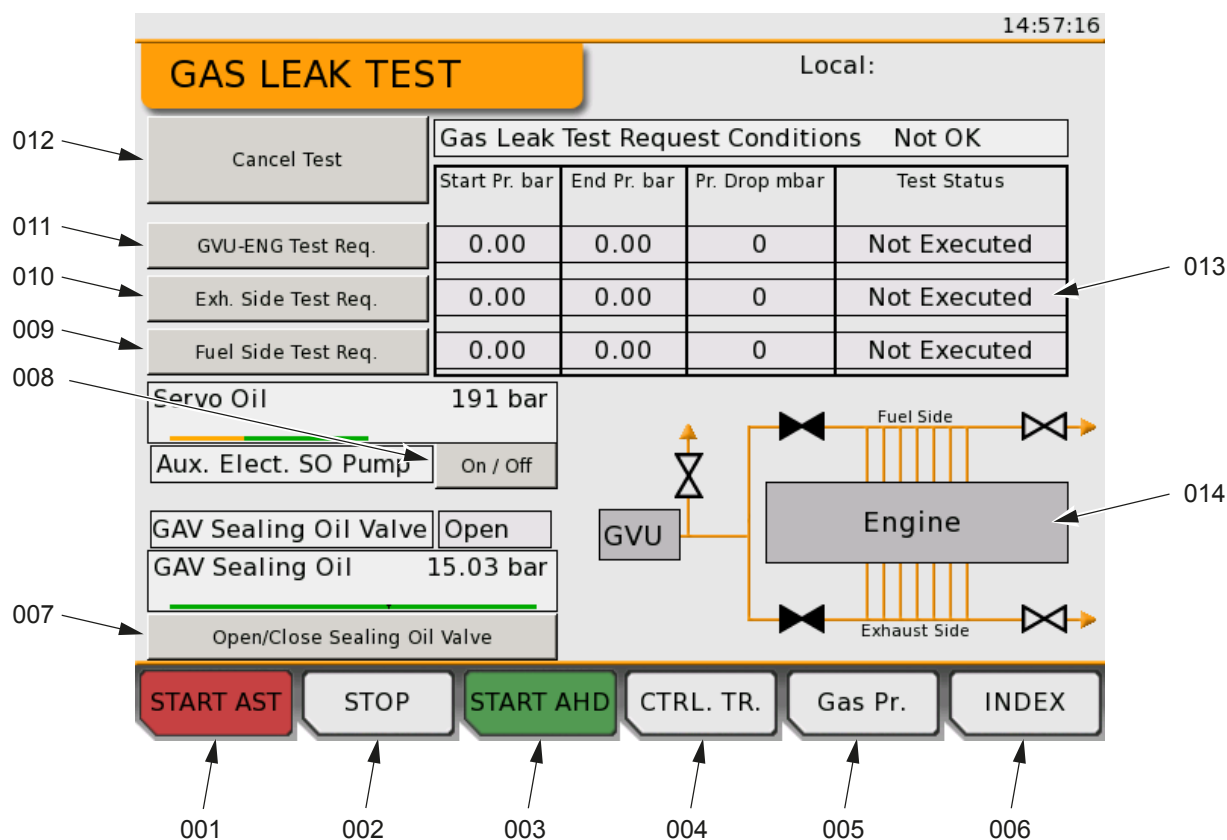 14:57:16
GAS LEAK TEST
Local:
012
Cancel Test
Gas Leak Test Request Conditions Not OK
Start Pr. bar End Pr. bar Pr. Drop mbar Test Status
011
GVU-ENG Test Req. 0.00 0.00 0 Not Executed
010
013
Exh. Side Test Req. 0.00 0.00 0 Not Executed
009
Fuel Side Test Req. 0.00 0.00 0 Not Executed
008
Servo Oil 191 bar
Aux. Elect. SO Pump On / Off
Fuel Side
GAV Sealing Oil Valve Open
GAV Sealing Oil 15.03 bar
GVU
Engine
014
007
Open/Close Sealing Oil Valve
Exhaust Side
START AST STOP START AHD CTRL. TR. Gas Pr. INDEX
001 002 003 004 005 006